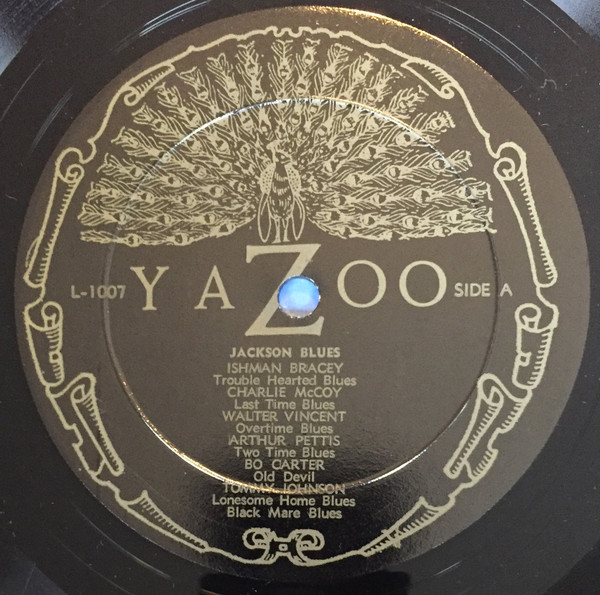 L-1007 YAZOO SIDE A
JACKSON BLUES
ISHMAN BRACEY
Trouble Hearted Blues
CHARLIE McCOY
Last Time Blues
WALTER VINCENT
Overtime Blues
ARTHUR PETTIS
Two Time Blues
BO CARTER
Old Devil
TOMMY JOHNSON
Lonesome Home Blues
Black Mare Blues